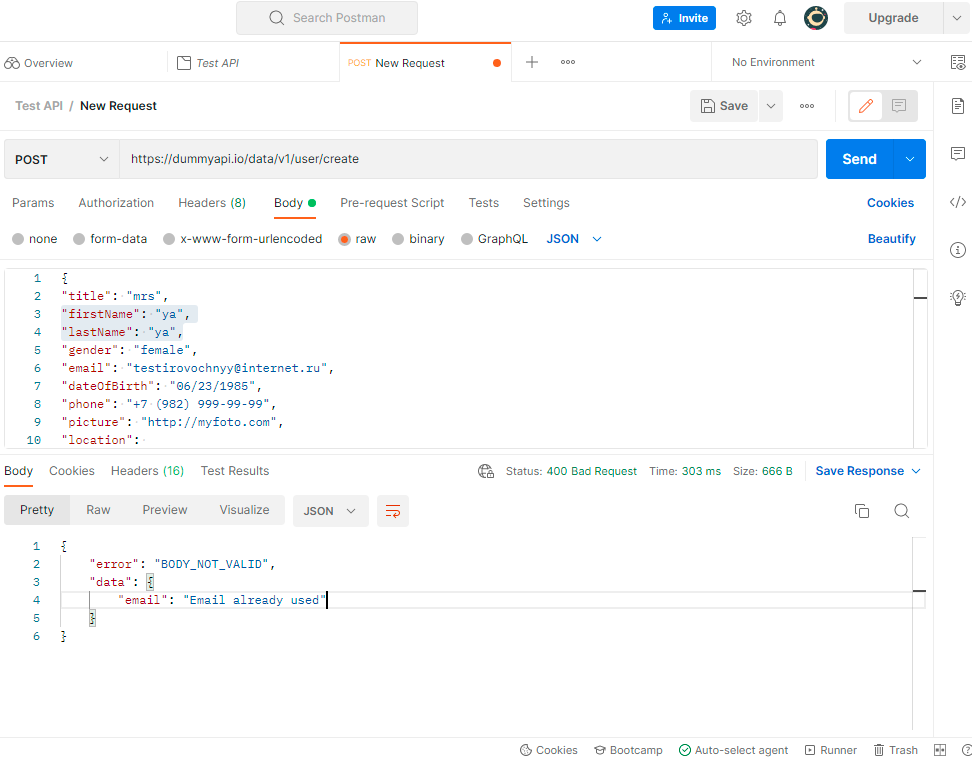 Search Postman
Invite
Upgrade
Overview
Test API
POST New Request
No Environment
Test API / New Request
Save
POST
https://dummyapi.io/data/v1/user/create
Send
Params Authorization Headers (8) Body Pre-request Script Tests Settings Cookies
none form-data x-www-form-urlencoded raw binary GraphQL JSON Beautify
1 {
2 "title": "mrs",
3 "firstName": "ya",
4 "lastName": "ya",
5 "gender": "female",
6 "email": "testirovochnyy@internet.ru",
7 "dateOfBirth": "06/23/1985",
8 "phone": "+7 (982) 999-99-99",
9 "picture": "http://myfoto.com",
10 "location":
Body Cookies Headers (16) Test Results Status: 400 Bad Request Time: 303 ms Size: 666 B Save Response
Pretty Raw Preview Visualize JSON
1 {
2 "error": "BODY_NOT_VALID",
3 "data": {
4 "email": "Email already used"
5 }
6 }
Cookies Bootcamp Auto-select agent Runner Trash